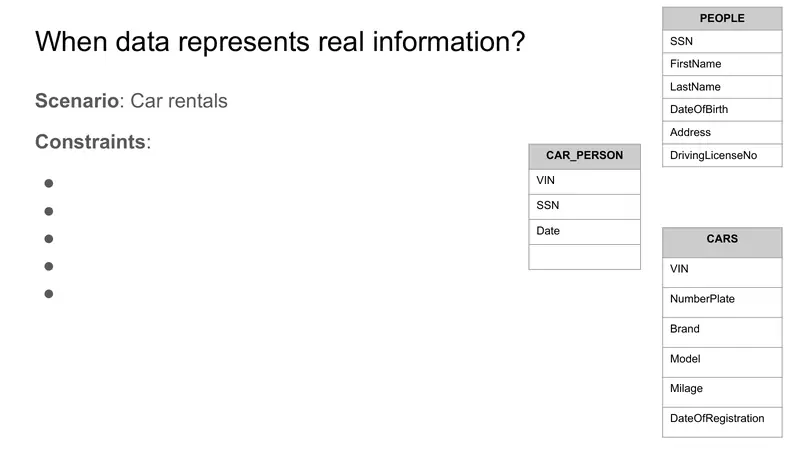 When data represents real information?
Scenario: Car rentals
Constraints:
CAR_PERSON
VIN
SSN
Date
PEOPLE
SSN
FirstName
LastName
DateOfBirth
Address
DrivingLicenseNo
CARS
VIN
NumberPlate
Brand
Model
Milage
DateOfRegistration